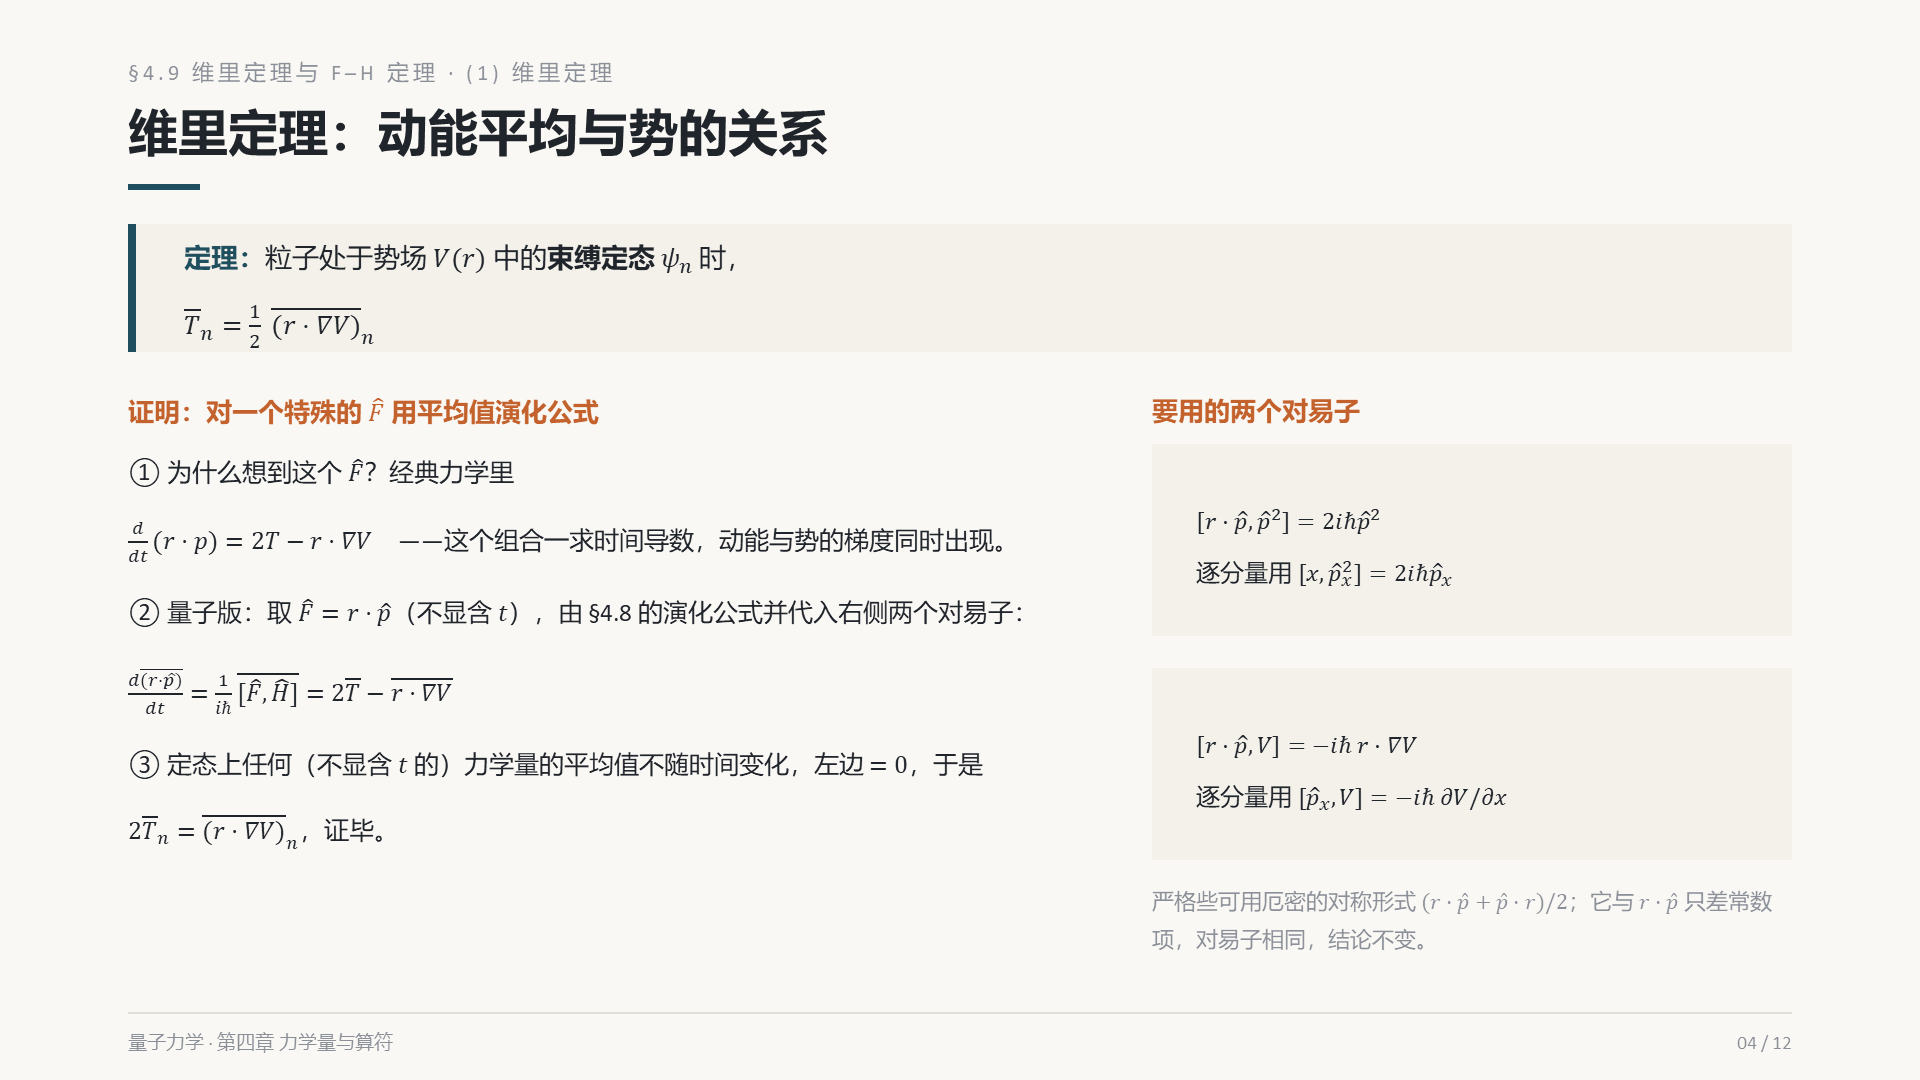 §4.9 维里定理与 F–H 定理 · (1) 维里定理
维里定理：动能平均与势的关系
定理：粒子处于势场 V(r) 中的束缚定态 ψₙ 时，
T̅ₙ = 1/2 \overline{(r · ∇V)}ₙ
证明：对一个特殊的 F̂ 用平均值演化公式
① 为什么想到这个 F̂？经典力学里
d/dt (r · p) = 2T − r · ∇V ——这个组合一求时间导数，动能与势的梯度同时出现。
② 量子版：取 F̂ = r · p̂（不显含 t），由 §4.8 的演化公式并代入右侧两个对易子：
d\overline{(r·p̂)}/dt = 1/iħ \overline{[F̂, Ĥ]} = 2T̅ − \overline{r · ∇V}
③ 定态上任何（不显含 t 的）力学量的平均值不随时间变化，左边 = 0，于是
2T̅ₙ = \overline{(r · ∇V)}ₙ，证毕。
要用的两个对易子
[r · p̂, p̂²] = 2iħp̂²
逐分量用 [x, p̂ₓ²] = 2iħp̂ₓ
[r · p̂, V] = −iħ r · ∇V
逐分量用 [p̂ₓ, V] = −iħ ∂V/∂x
严格些可用厄密的对称形式 (r · p̂ + p̂ · r)/2；它与 r · p̂ 只差常数
项，对易子相同，结论不变。
量子力学 · 第四章 力学量与算符
04 / 12